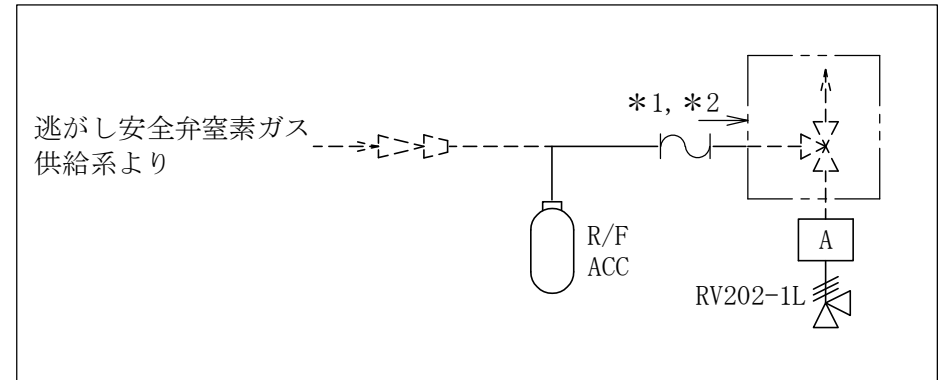 逃がし安全弁窒素ガス
供給系より
*1, *2
R/F
ACC
A
RV202-1L